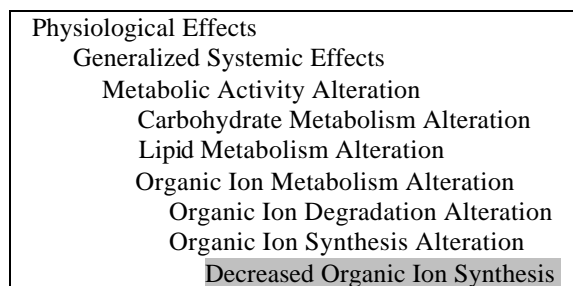 Physiological Effects
Generalized Systemic Effects
Metabolic Activity Alteration
Carbohydrate Metabolism Alteration
Lipid Metabolism Alteration
Organic Ion Metabolism Alteration
Organic Ion Degradation Alteration
Organic Ion Synthesis Alteration
Decreased Organic Ion Synthesis